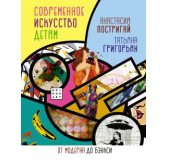 СОВРЕМЕННОЕ
ИСКУССТВО
ДЕТЯМ
АНАСТАСИЯ
ПОСТРИГАЙ
ТАТЬЯНА
ГРИГОРЬЯН
ОТ МОДЕРНА ДО БЭНКСИ